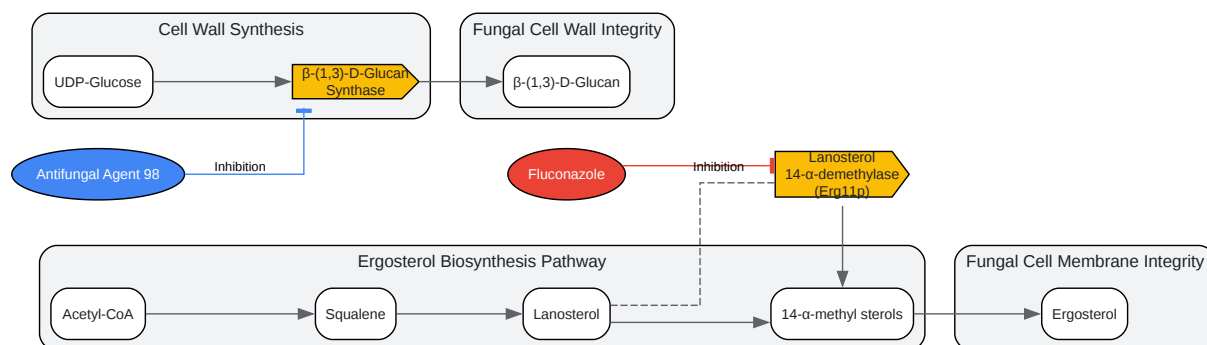 Cell Wall Synthesis
Fungal Cell Wall Integrity
UDP-Glucose
β-(1,3)-D-Glucan
Synthase
β-(1,3)-D-Glucan
Antifungal Agent 98
Inhibition
Fluconazole
Inhibition
Lanosterol
14-α-demethylase
(Erg11p)
Ergosterol Biosynthesis Pathway
Fungal Cell Membrane Integrity
Acetyl-CoA
Squalene
Lanosterol
14-α-methyl sterols
Ergosterol